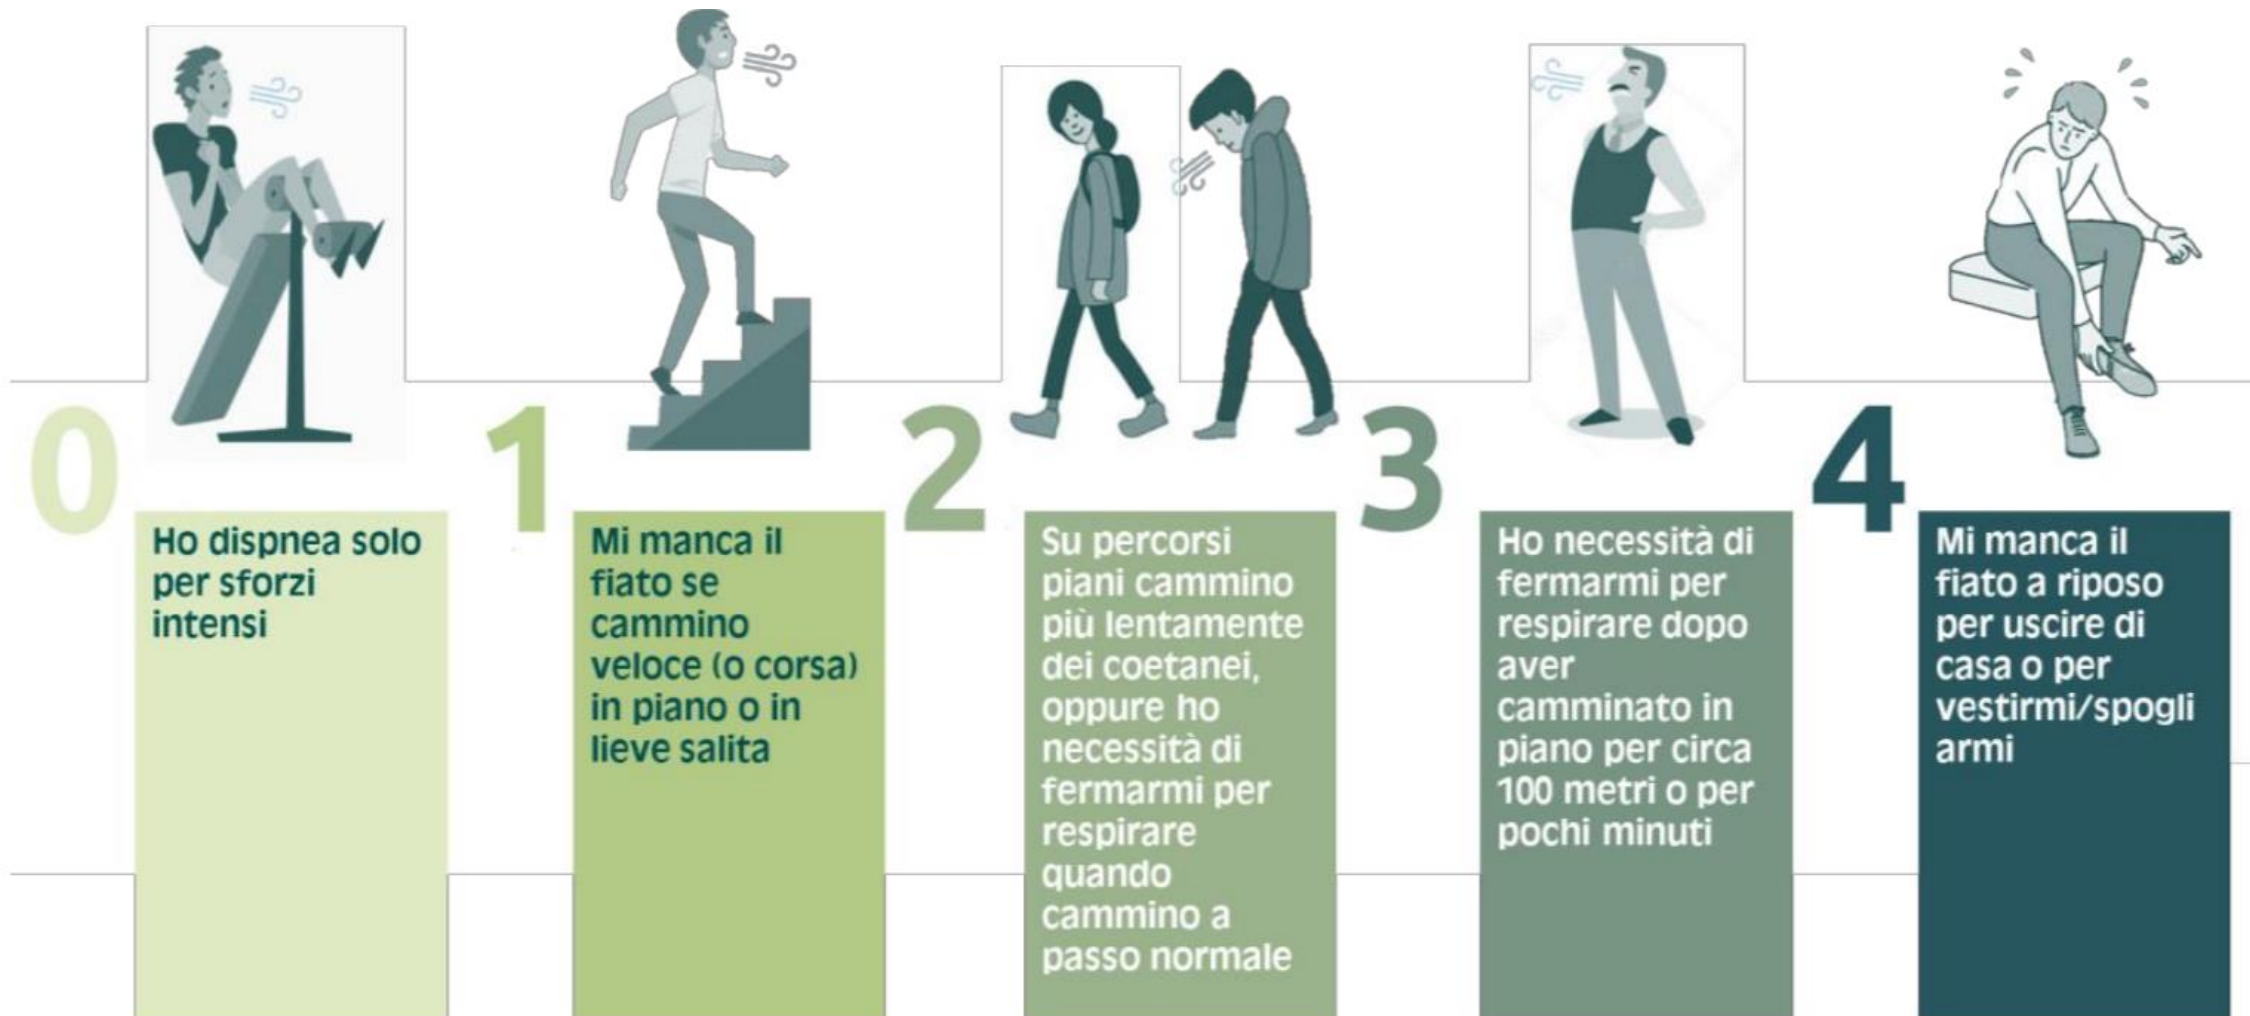 0
Ho dispnea solo
per sforzi
intensi
1
Mi manca il
fiato se
cammino
veloce (o corsa)
in piano o in
lieve salita
2
Su percorsi
piani cammino
più lentamente
dei coetanei,
oppure ho
necessità di
fermarmi per
respirare
quando
cammino a
passo normale
3
Ho necessità di
fermarmi per
respirare dopo
aver
camminato in
piano per circa
100 metri o per
pochi minuti
4
Mi manca il
fiato a riposo
per uscire di
casa o per
vestirmi/spogli
armi